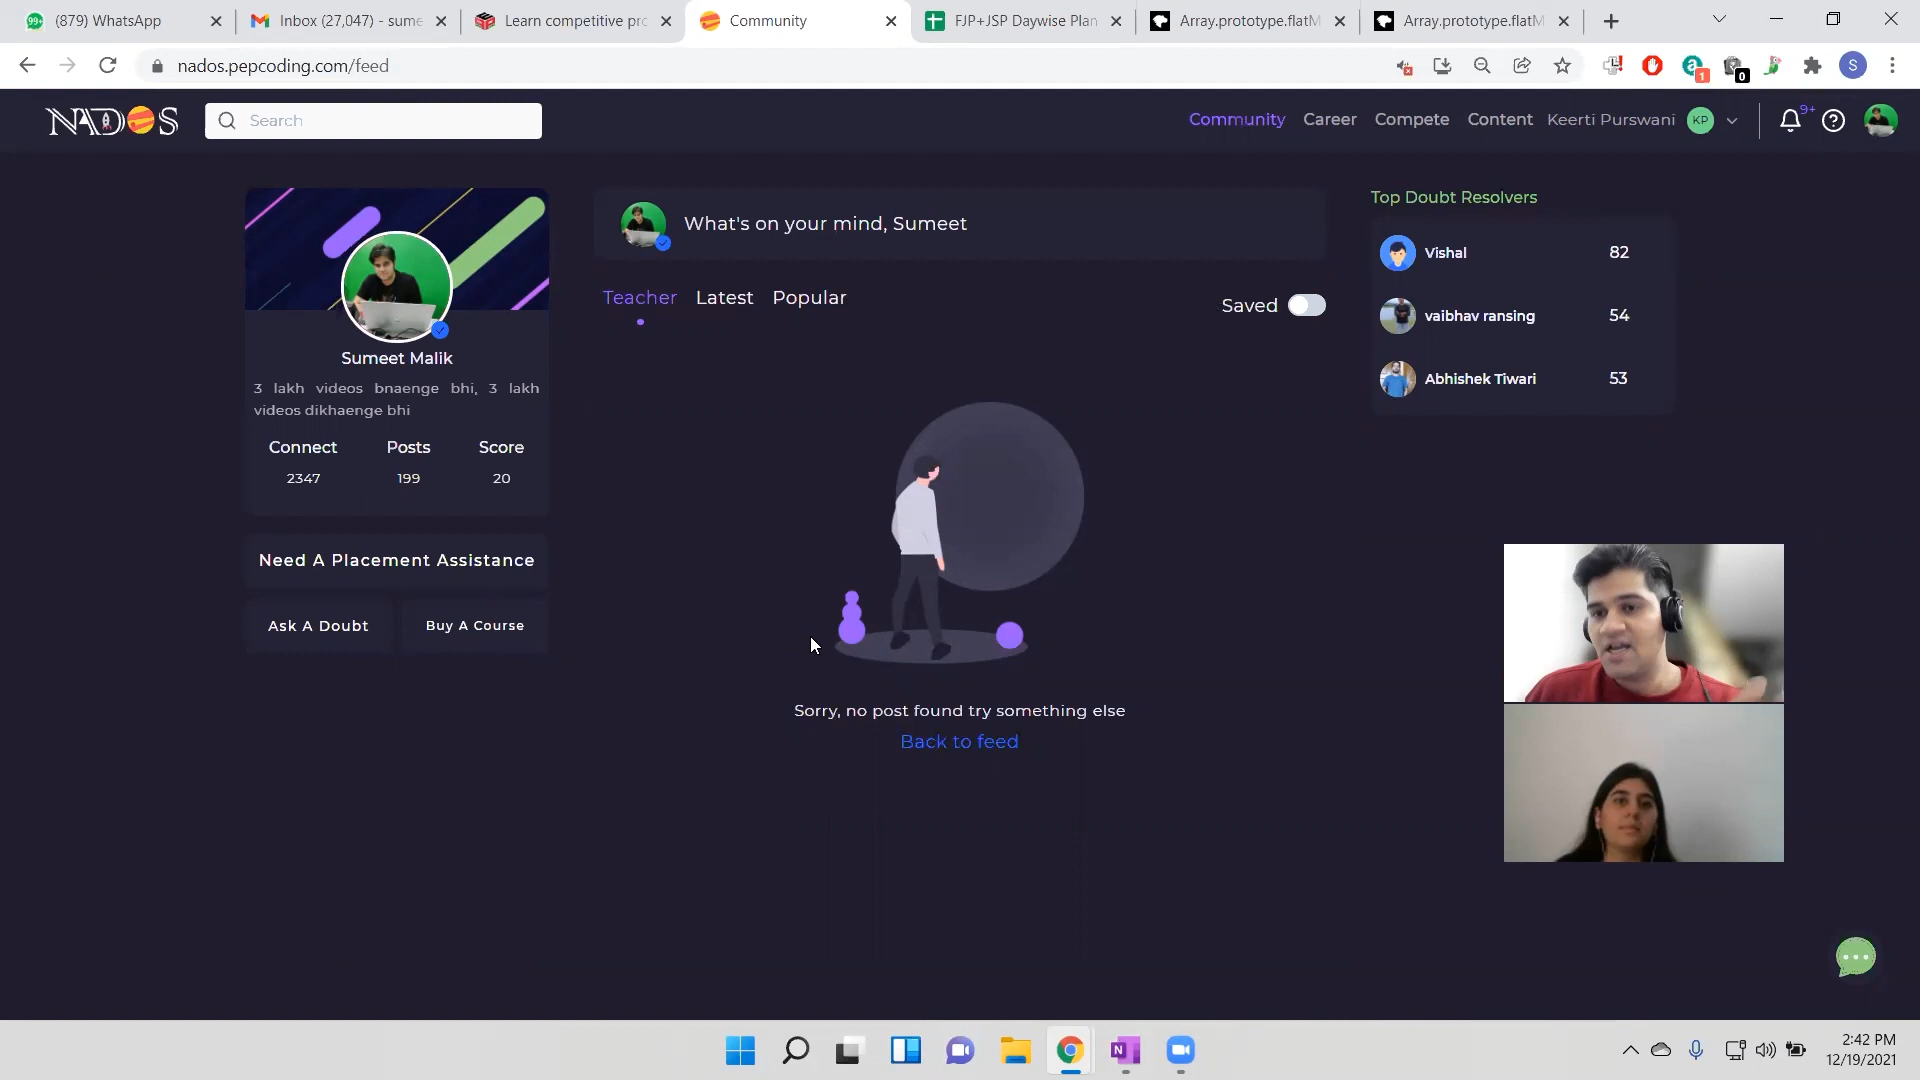 99+ (879) WhatsApp
Inbox (27,047) - sume
Learn competitive pro
Community
FJP+JSP Daywise Plan
Array.prototype.flatM
Array.prototype.flatM
nados.pepcoding.com/feed
1
0
S
NADOS
Search
Community
Career
Compete
Content
Keerti Purswani
KP
9+
Sumeet Malik
3 lakh videos bnaenge bhi, 3 lakh
videos dikhaenge bhi
Connect Posts Score
2347 199 20
Need A Placement Assistance
Ask A Doubt
Buy A Course
What's on your mind, Sumeet
Teacher Latest Popular
Saved
Sorry, no post found try something else
Back to feed
Top Doubt Resolvers
Vishal 82
vaibhav ransing 54
Abhishek Tiwari 53
2:42 PM
12/19/2021